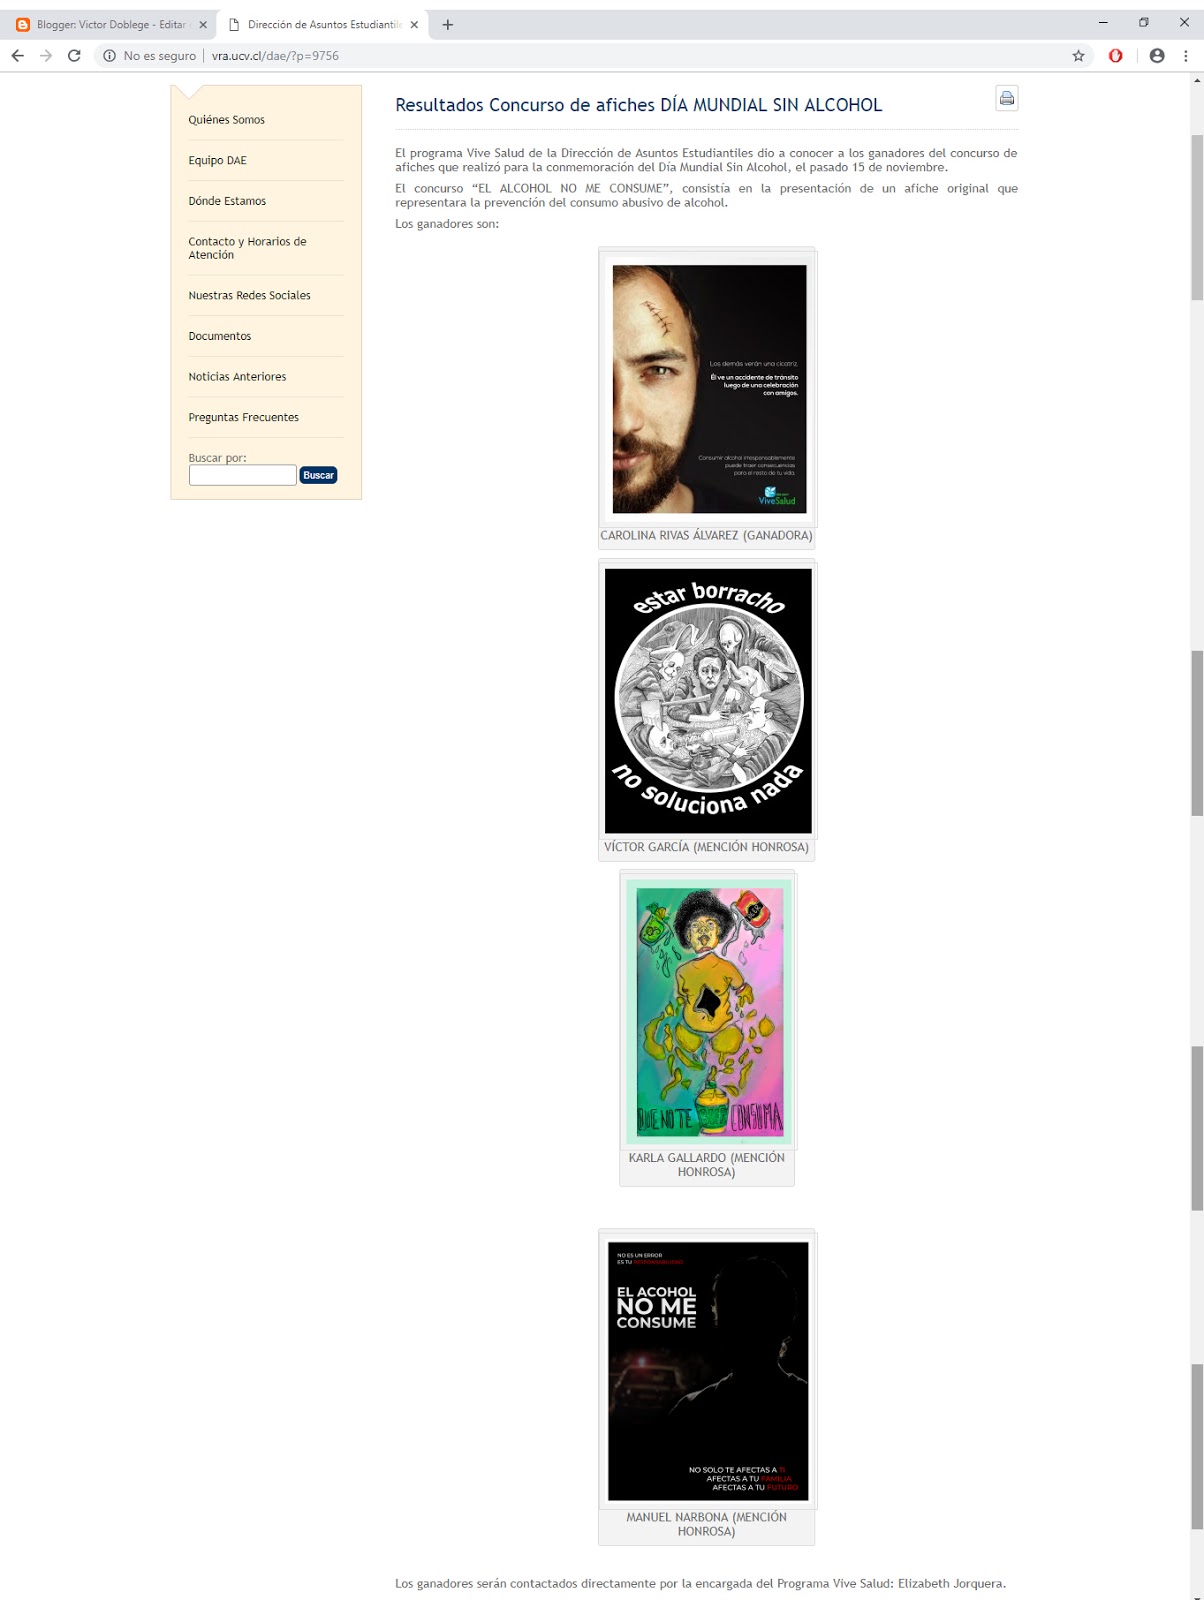 Blogger: Victor Doblege - Editar
Dirección de Asuntos Estudiantile
No es seguro
vra.ucv.cl/dae/?p=9756
Quiénes Somos
Equipo DAE
Dónde Estamos
Contacto y Horarios de
Atención
Nuestras Redes Sociales
Documentos
Noticias Anteriores
Preguntas Frecuentes
Buscar por:
Buscar
Resultados Concurso de afiches DÍA MUNDIAL SIN ALCOHOL
El programa Vive Salud de la Dirección de Asuntos Estudiantiles dio a conocer a los ganadores del concurso de
afiches que realizó para la conmemoración del Día Mundial Sin Alcohol, el pasado 15 de noviembre.
El concurso “EL ALCOHOL NO ME CONSUME”, consistía en la presentación de un afiche original que
representara la prevención del consumo abusivo de alcohol.
Los ganadores son:
Los demás verán una cicatriz.
Él ve un accidente de tránsito
luego de una celebración
con amigos.
Consumir alcohol irresponsablemente
puede traer consecuencias
para el resto de tu vida.
ViveSalud
CAROLINA RIVAS ÁLVAREZ (GANADORA)
estar borracho
no soluciona nada
VÍCTOR GARCÍA (MENCIÓN HONROSA)
QUE NO TE
CONSUMA
KARLA GALLARDO (MENCIÓN
HONROSA)
NO ES UN ERROR
ES TU RESPONSABILIDAD
EL ACOHOL
NO ME
CONSUME
NO SOLO TE AFECTAS A TI
AFECTAS A TU FAMILIA
AFECTAS A TU FUTURO
MANUEL NARBONA (MENCIÓN
HONROSA)
Los ganadores serán contactados directamente por la encargada del Programa Vive Salud: Elizabeth Jorquera.